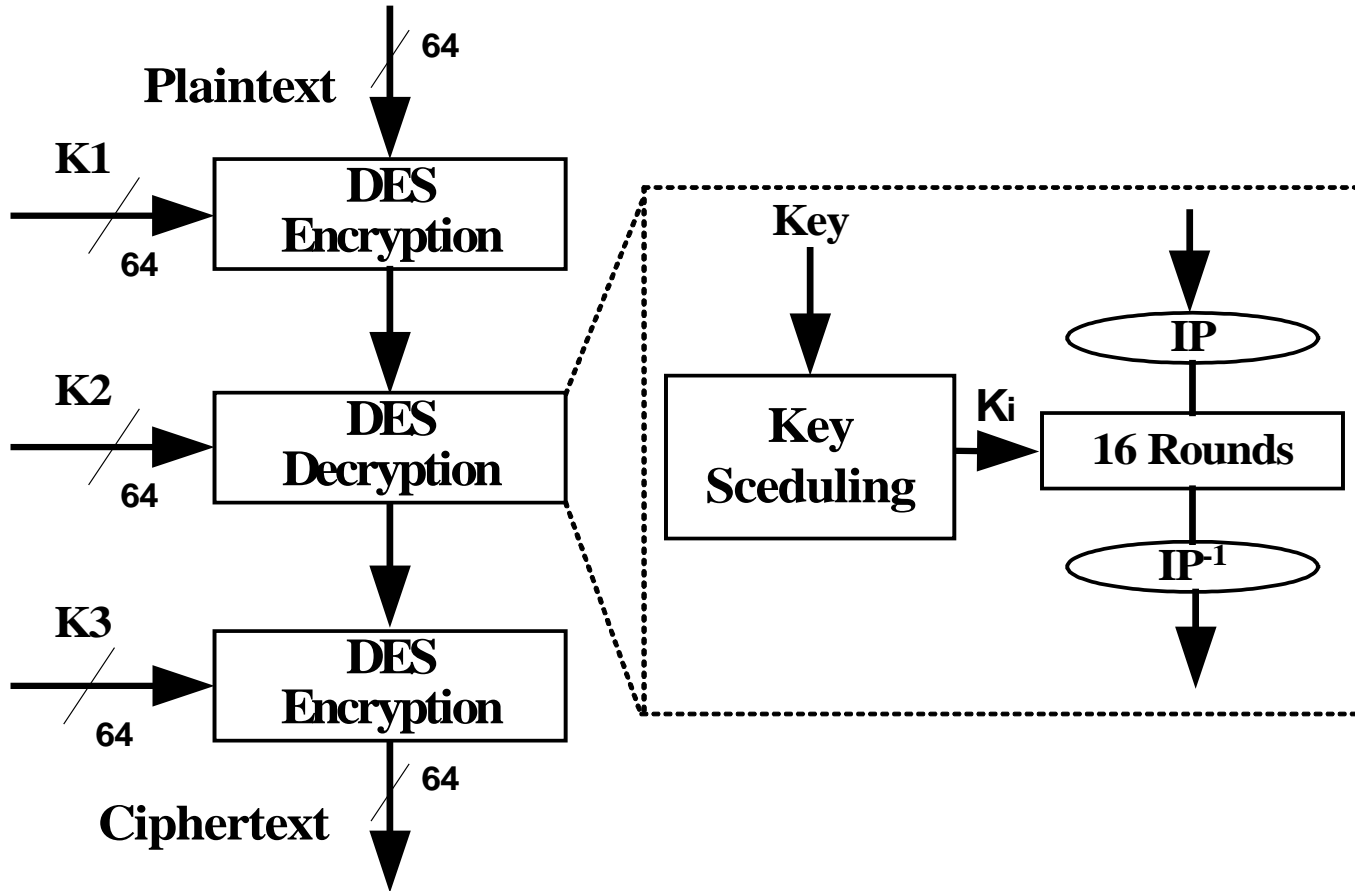 64
Plaintext
K1
64
DES
Encryption
K2
64
DES
Decryption
K3
64
DES
Encryption
64
Ciphertext
Key
Key
Sceduling
Ki
IP
16 Rounds
IP-1